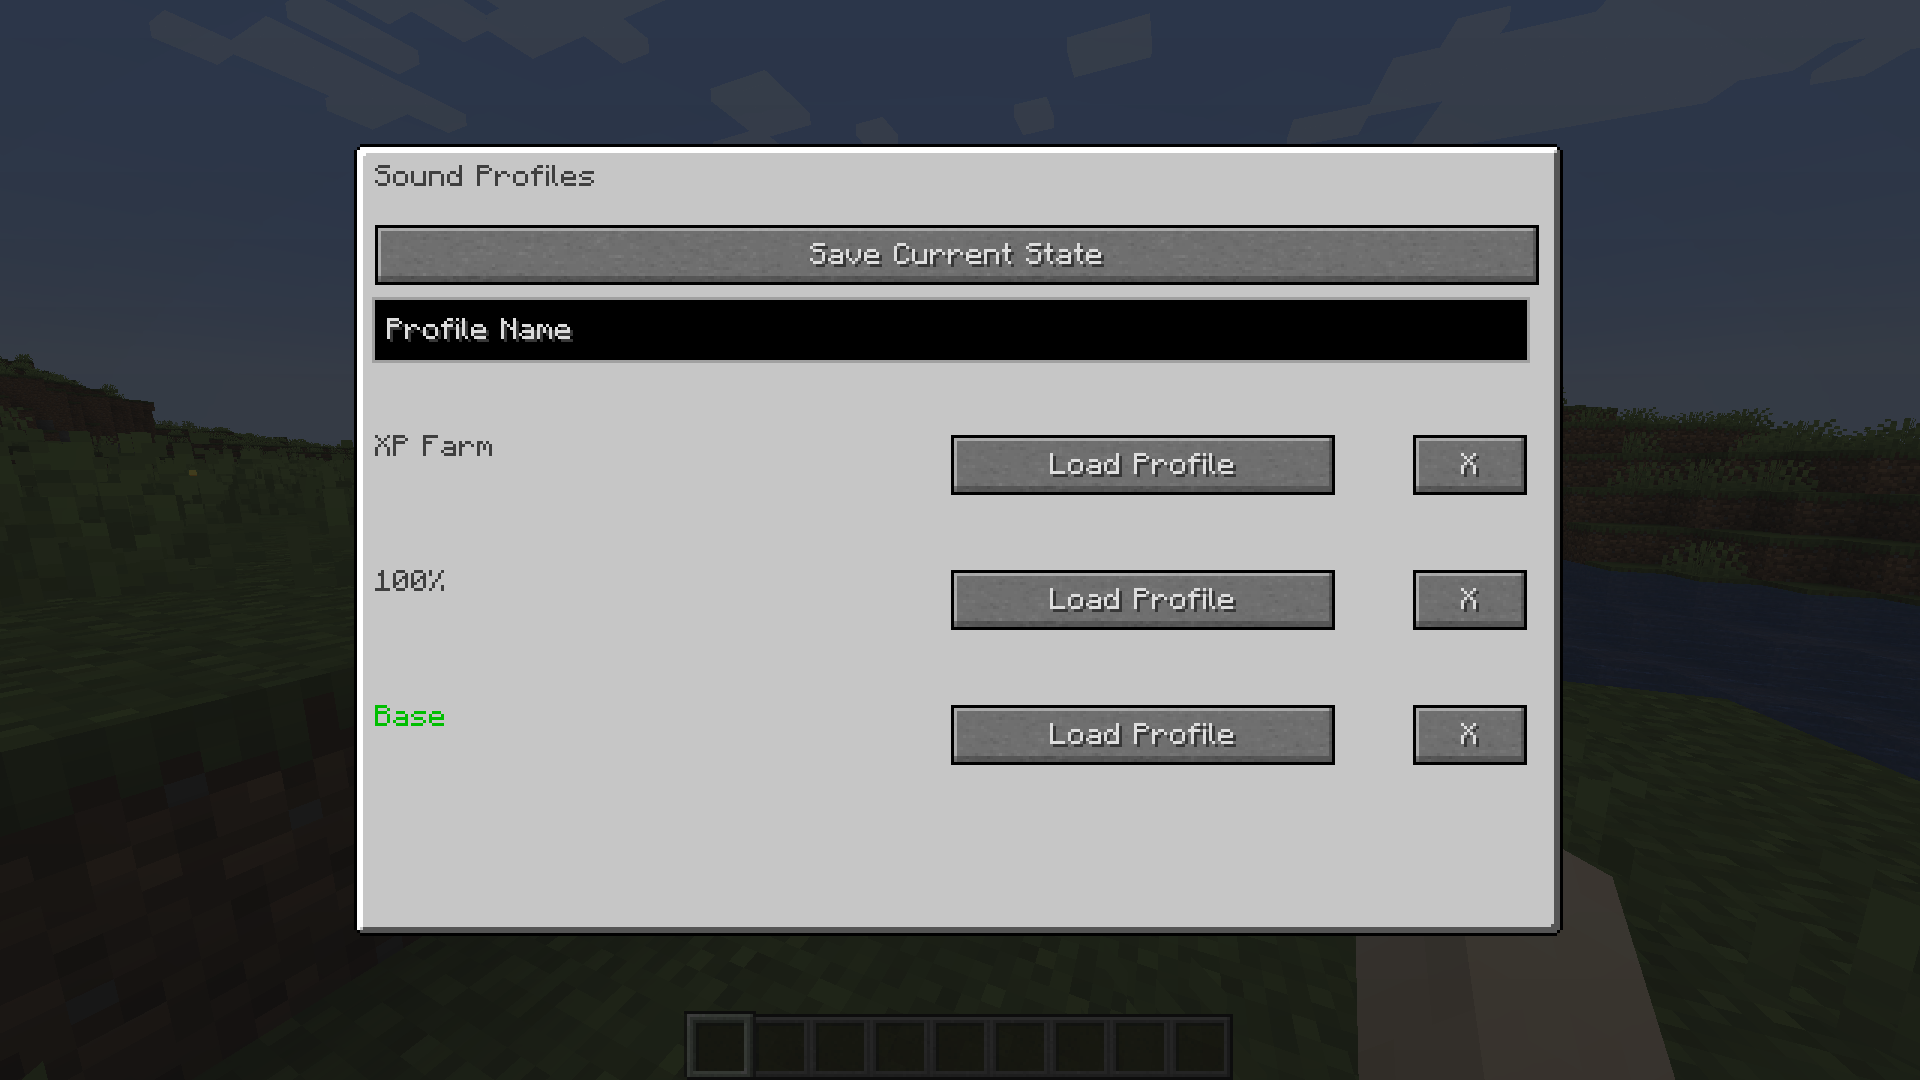 Sound Profiles
Save Current State
Profile Name
XP Farm
Load Profile
X
100%
Load Profile
X
Base
Load Profile
X